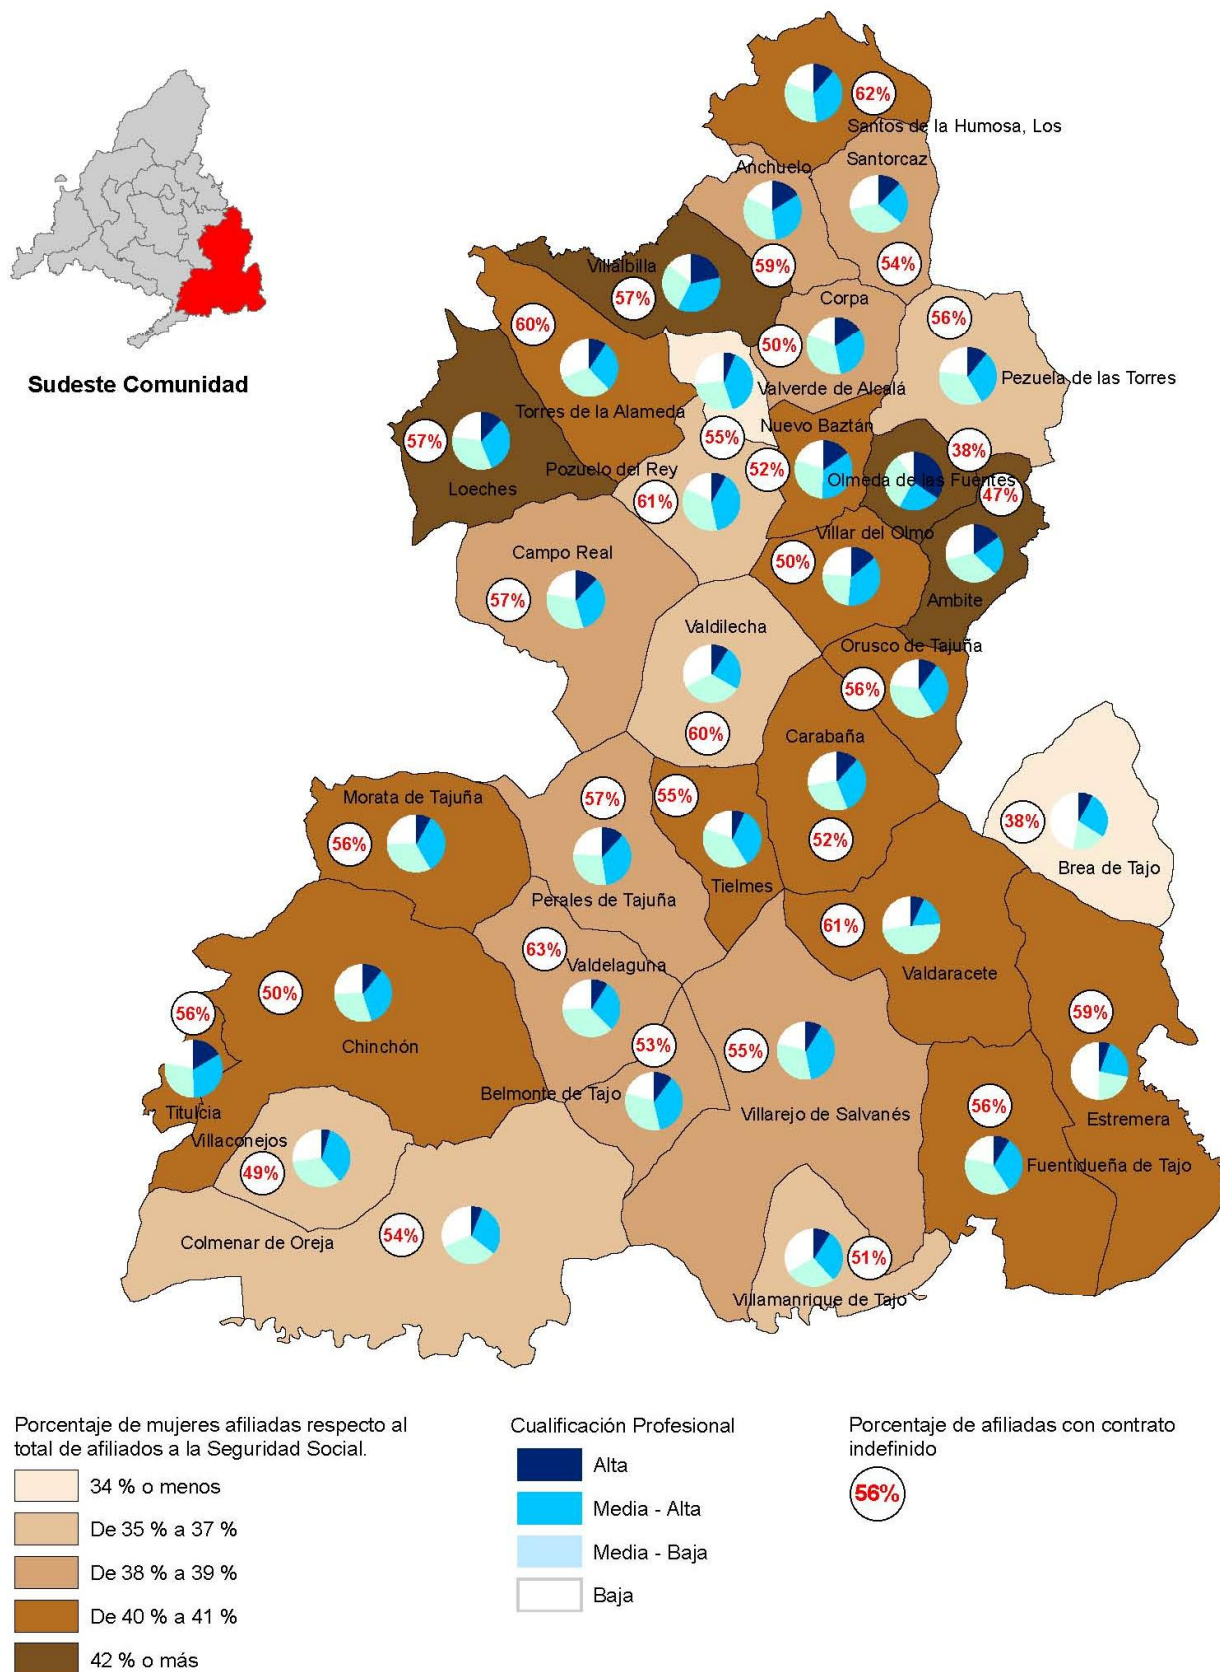 62%
Santos de la Humosa, Los
Anchuelo
Santorcaz
59%
54%
Villalbilla
57%
Corpa
60%
50%
56%
Sudeste Comunidad
Valverde de Alcalá
Pezuela de las Torres
Torres de la Alameda
Nuevo Baztán
57%
55%
38%
Pozuelo del Rey
52%
Olmeda de las Fuentes
Loeches
61%
47%
Villar del Olmo
Campo Real
50%
57%
Ambite
Valdilecha
Orusco de Tajuña
56%
60%
Carabaña
Morata de Tajuña
57%
55%
56%
52%
38%
Brea de Tajo
Tielmes
Perales de Tajuña
61%
63%
Valdelaguna
Valdaracete
50%
56%
59%
Chinchón
53%
55%
Belmonte de Tajo
Villarejo de Salvanés
56%
Titulcia
Estremera
Villaconejos
49%
Fuentidueña de Tajo
54%
Colmenar de Oreja
51%
Villamanrique de Tajo
Porcentaje de mujeres afiliadas respecto al
total de afiliados a la Seguridad Social.
34 % o menos
De 35 % a 37 %
De 38 % a 39 %
De 40 % a 41 %
42 % o más
Cualificación Profesional
Alta
Media - Alta
Media - Baja
Baja
Porcentaje de afiliadas con contrato
indefinido
56%